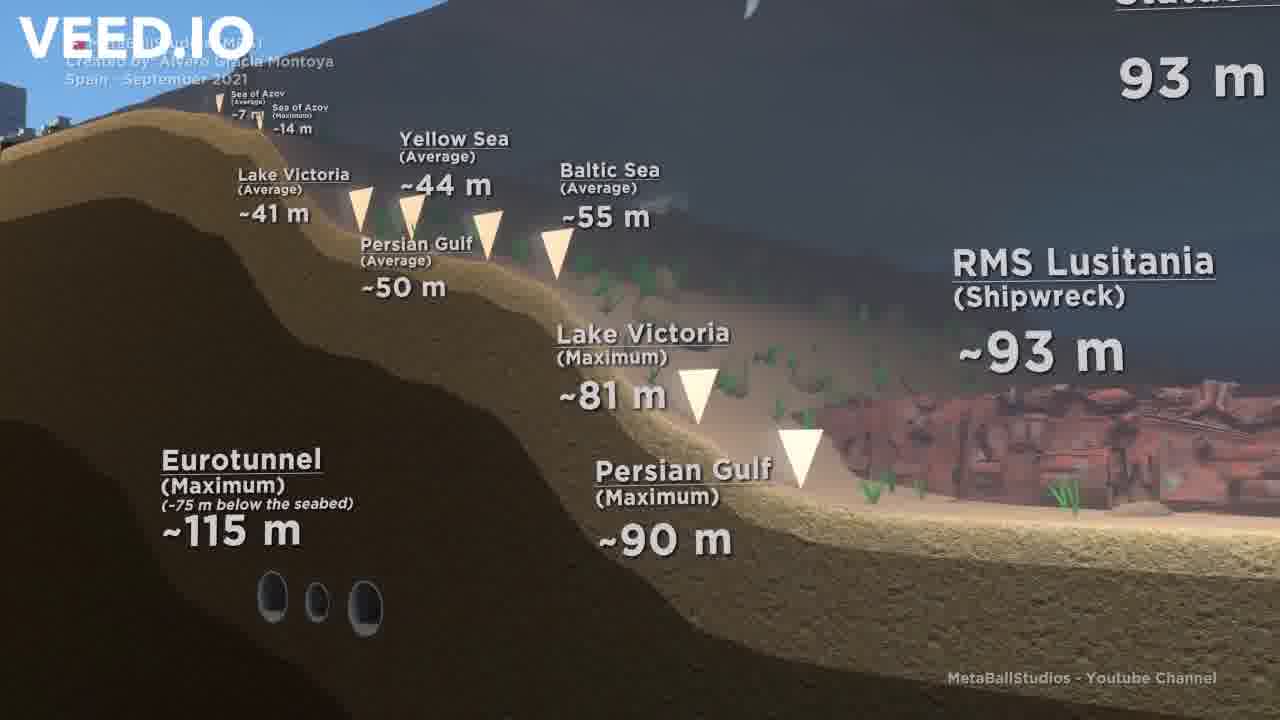 VEED.IO
Created by Alvaro Gracia Montoya
Spain - September 2021
93 m
Sea of Azov
(Average)
~7 m
Sea of Azov
(Maximum)
~14 m
Yellow Sea
(Average)
~44 m
Baltic Sea
(Average)
~55 m
Lake Victoria
(Average)
~41 m
Persian Gulf
(Average)
~50 m
RMS Lusitania
(Shipwreck)
~93 m
Lake Victoria
(Maximum)
~81 m
Persian Gulf
(Maximum)
~90 m
Eurotunnel
(Maximum)
(~75 m below the seabed)
~115 m
MetaBallStudios - Youtube Channel